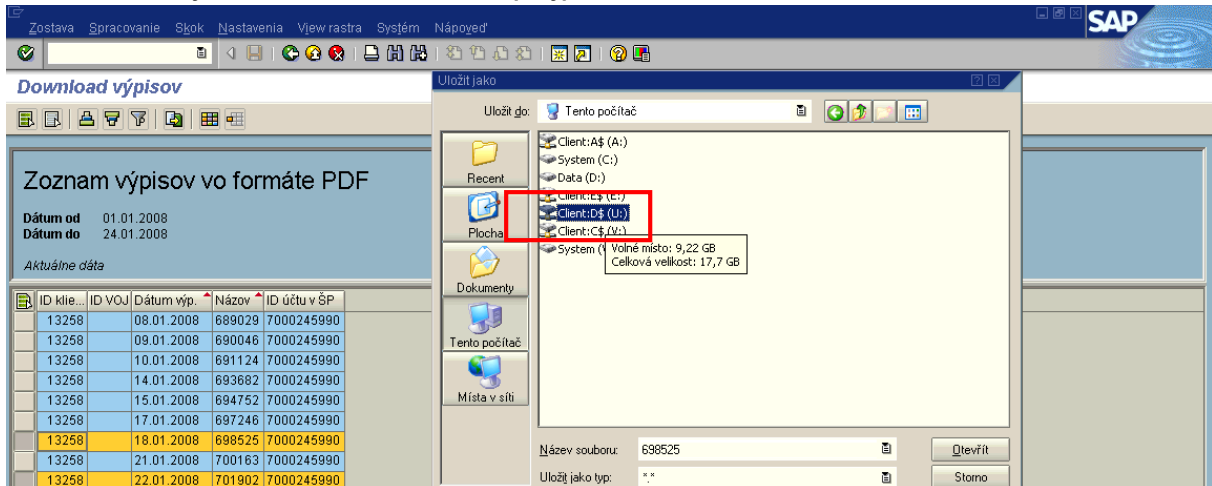 Zostava Spracovanie Skok Nastavenia View rastra Systém Nápoveď
SAP
Download výpisov
Zoznam výpisov vo formáte PDF
Dátum od 01.01.2008
Dátum do 24.01.2008
Aktuálne dáta
ID klie... ID VOJ Dátum výp. Názov ID účtu v ŠP
13258 08.01.2008 689029 7000245990
13258 09.01.2008 690046 7000245990
13258 10.01.2008 691124 7000245990
13258 14.01.2008 693682 7000245990
13258 15.01.2008 694752 7000245990
13258 17.01.2008 697246 7000245990
13258 18.01.2008 698525 7000245990
13258 21.01.2008 700163 7000245990
13258 22.01.2008 701902 7000245990
Uložit jako
Uložit do: Tento počítač
Recent
Plocha
Dokumenty
Tento počítač
Místa v síti
Client:A$ (A:)
System (C:)
Data (D:)
Client:E$ (E:)
Client:D$ (U:)
Client:C$ (V:)
System (
Volné místo: 9,22 GB
Celková velikost: 17,7 GB
Název souboru: 698525 Otevřít
Uložit jako typ: *.* Storno